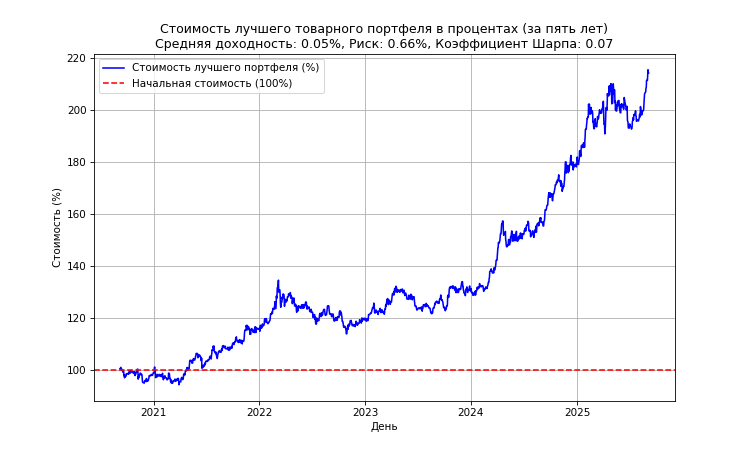 Стоимость лучшего товарного портфеля в процентах (за пять лет)
Средняя доходность: 0.05%, Риск: 0.66%, Коэффициент Шарпа: 0.07
Стоимость лучшего портфеля (%)
Начальная стоимость (100%)
Стоимость (%)
220
200
180
160
140
120
100
2021
2022
2023
2024
2025
День